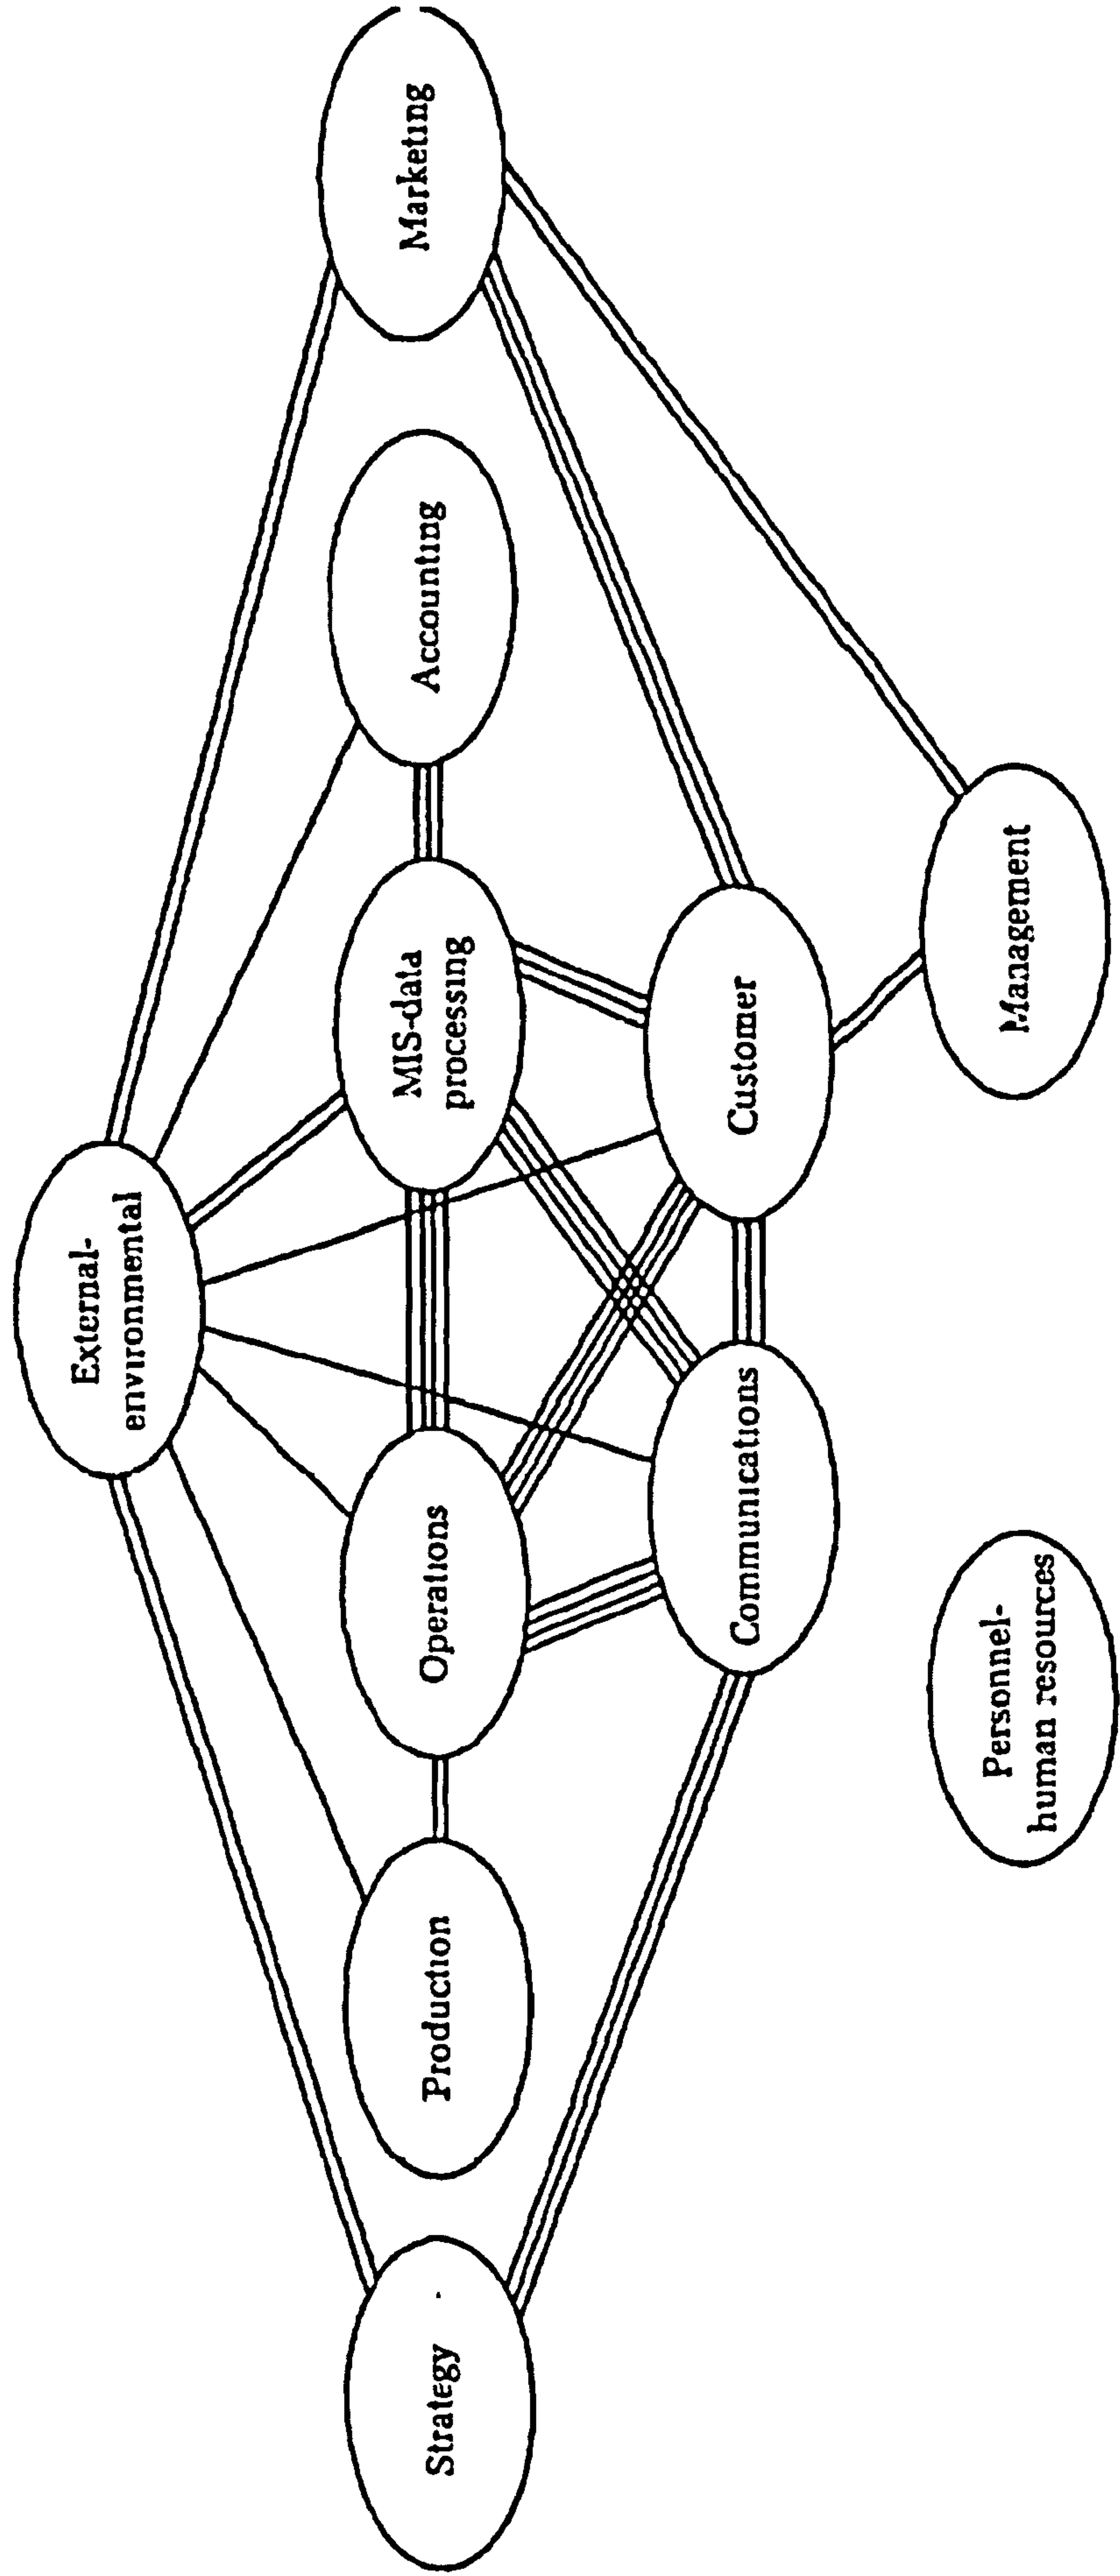 External-
environmental
Strategy
Production
Operations
MIS-data
processing
Accounting
Marketing
Communications
Customer
Personnel-
human resources
Management